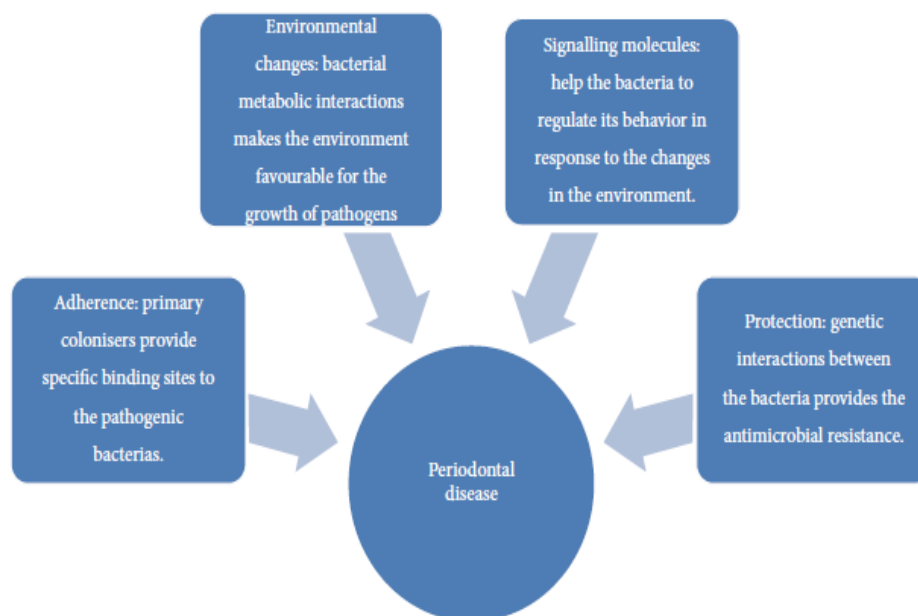 Environmental
changes: bacterial
metabolic interactions
makes the environment
favourable for the
growth of pathogens
Signalling molecules:
help the bacteria to
regulate its behavior in
response to the changes
in the environment.
Adherence: primary
colonisers provide
specific binding sites to
the pathogenic
bacterias.
Protection: genetic
interactions between
the bacteria provides the
antimicrobial resistance.
Periodontal
disease